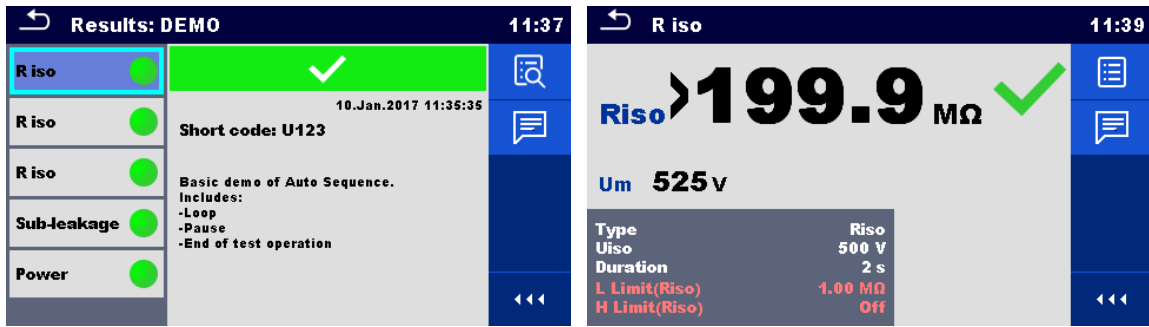 Results: DEMO 11:37
R iso
R iso
R iso
Sub-leakage
Power
10.Jan.2017 11:35:35
Short code: U123
Basic demo of Auto Sequence.
Includes:
-Loop
-Pause
-End of test operation
R iso 11:39
Riso >199.9 MΩ
Um 525 V
Type Riso
Uiso 500 V
Duration 2 s
L Limit(Riso) 1.00 MΩ
H Limit(Riso) Off